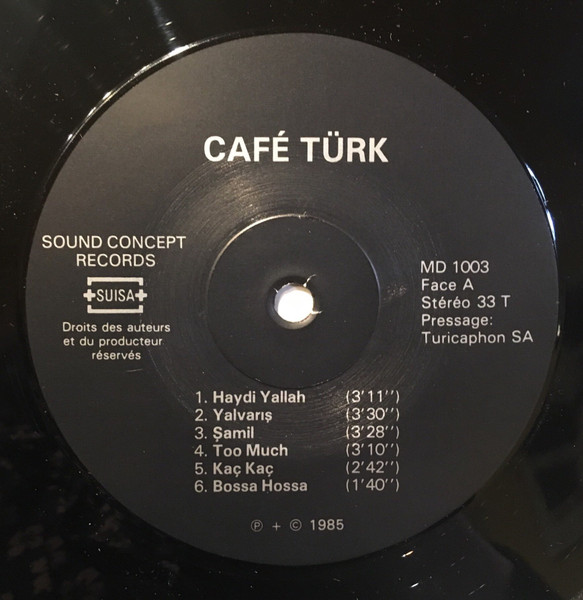 CAFÉ TÜRK
SOUND CONCEPT
RECORDS
SUISA
Droits des auteurs
et du producteur
réservés
MD 1003
Face A
Stéréo 33 T
Pressage:
Turicaphon SA
1. Haydi Yallah (3'11'')
2. Yalvarış (3'30'')
3. Şamil (3'28'')
4. Too Much (3'10'')
5. Kaç Kaç (2'42'')
6. Bossa Hossa (1'40'')
℗ + © 1985